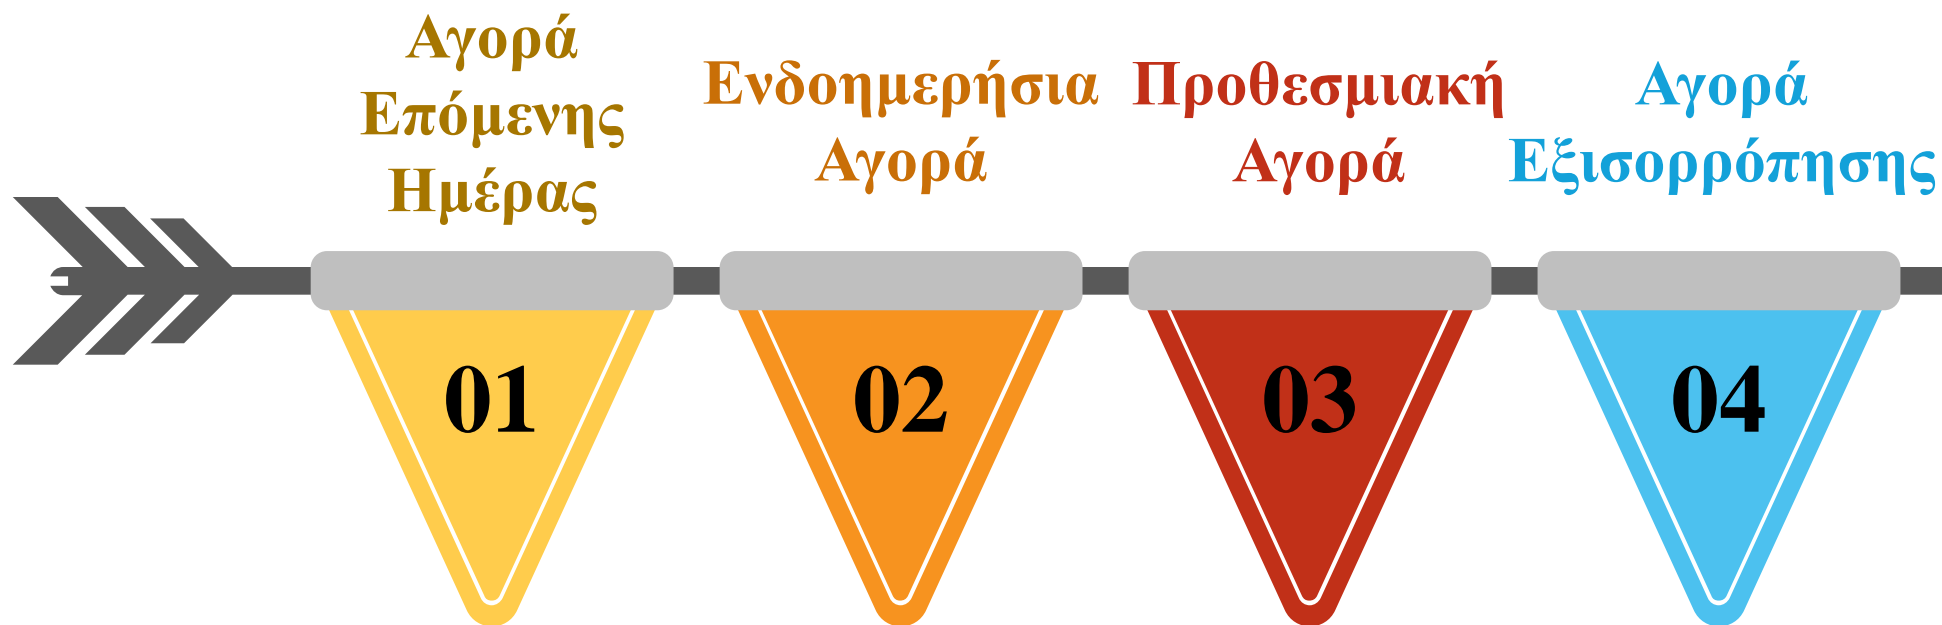 Αγορά
Επόμενης
Ημέρας
Ενδοημερήσια
Αγορά
Προθεσμιακή
Αγορά
Αγορά
Εξισορρόπησης
01
02
03
04